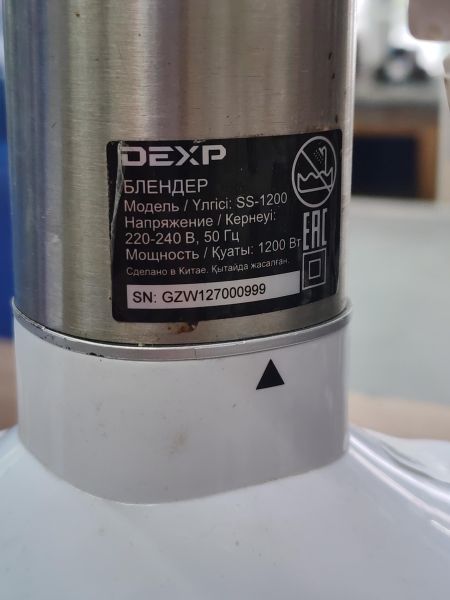 DEXP
БЛЕНДЕР
Модель / Үлгісі: SS-1200
Напряжение / Кернеуі:
220-240 В, 50 Гц
Мощность / Қуаты: 1200 Вт
Сделано в Китае. Қытайда жасалған.
SN: GZW127000999
EAC